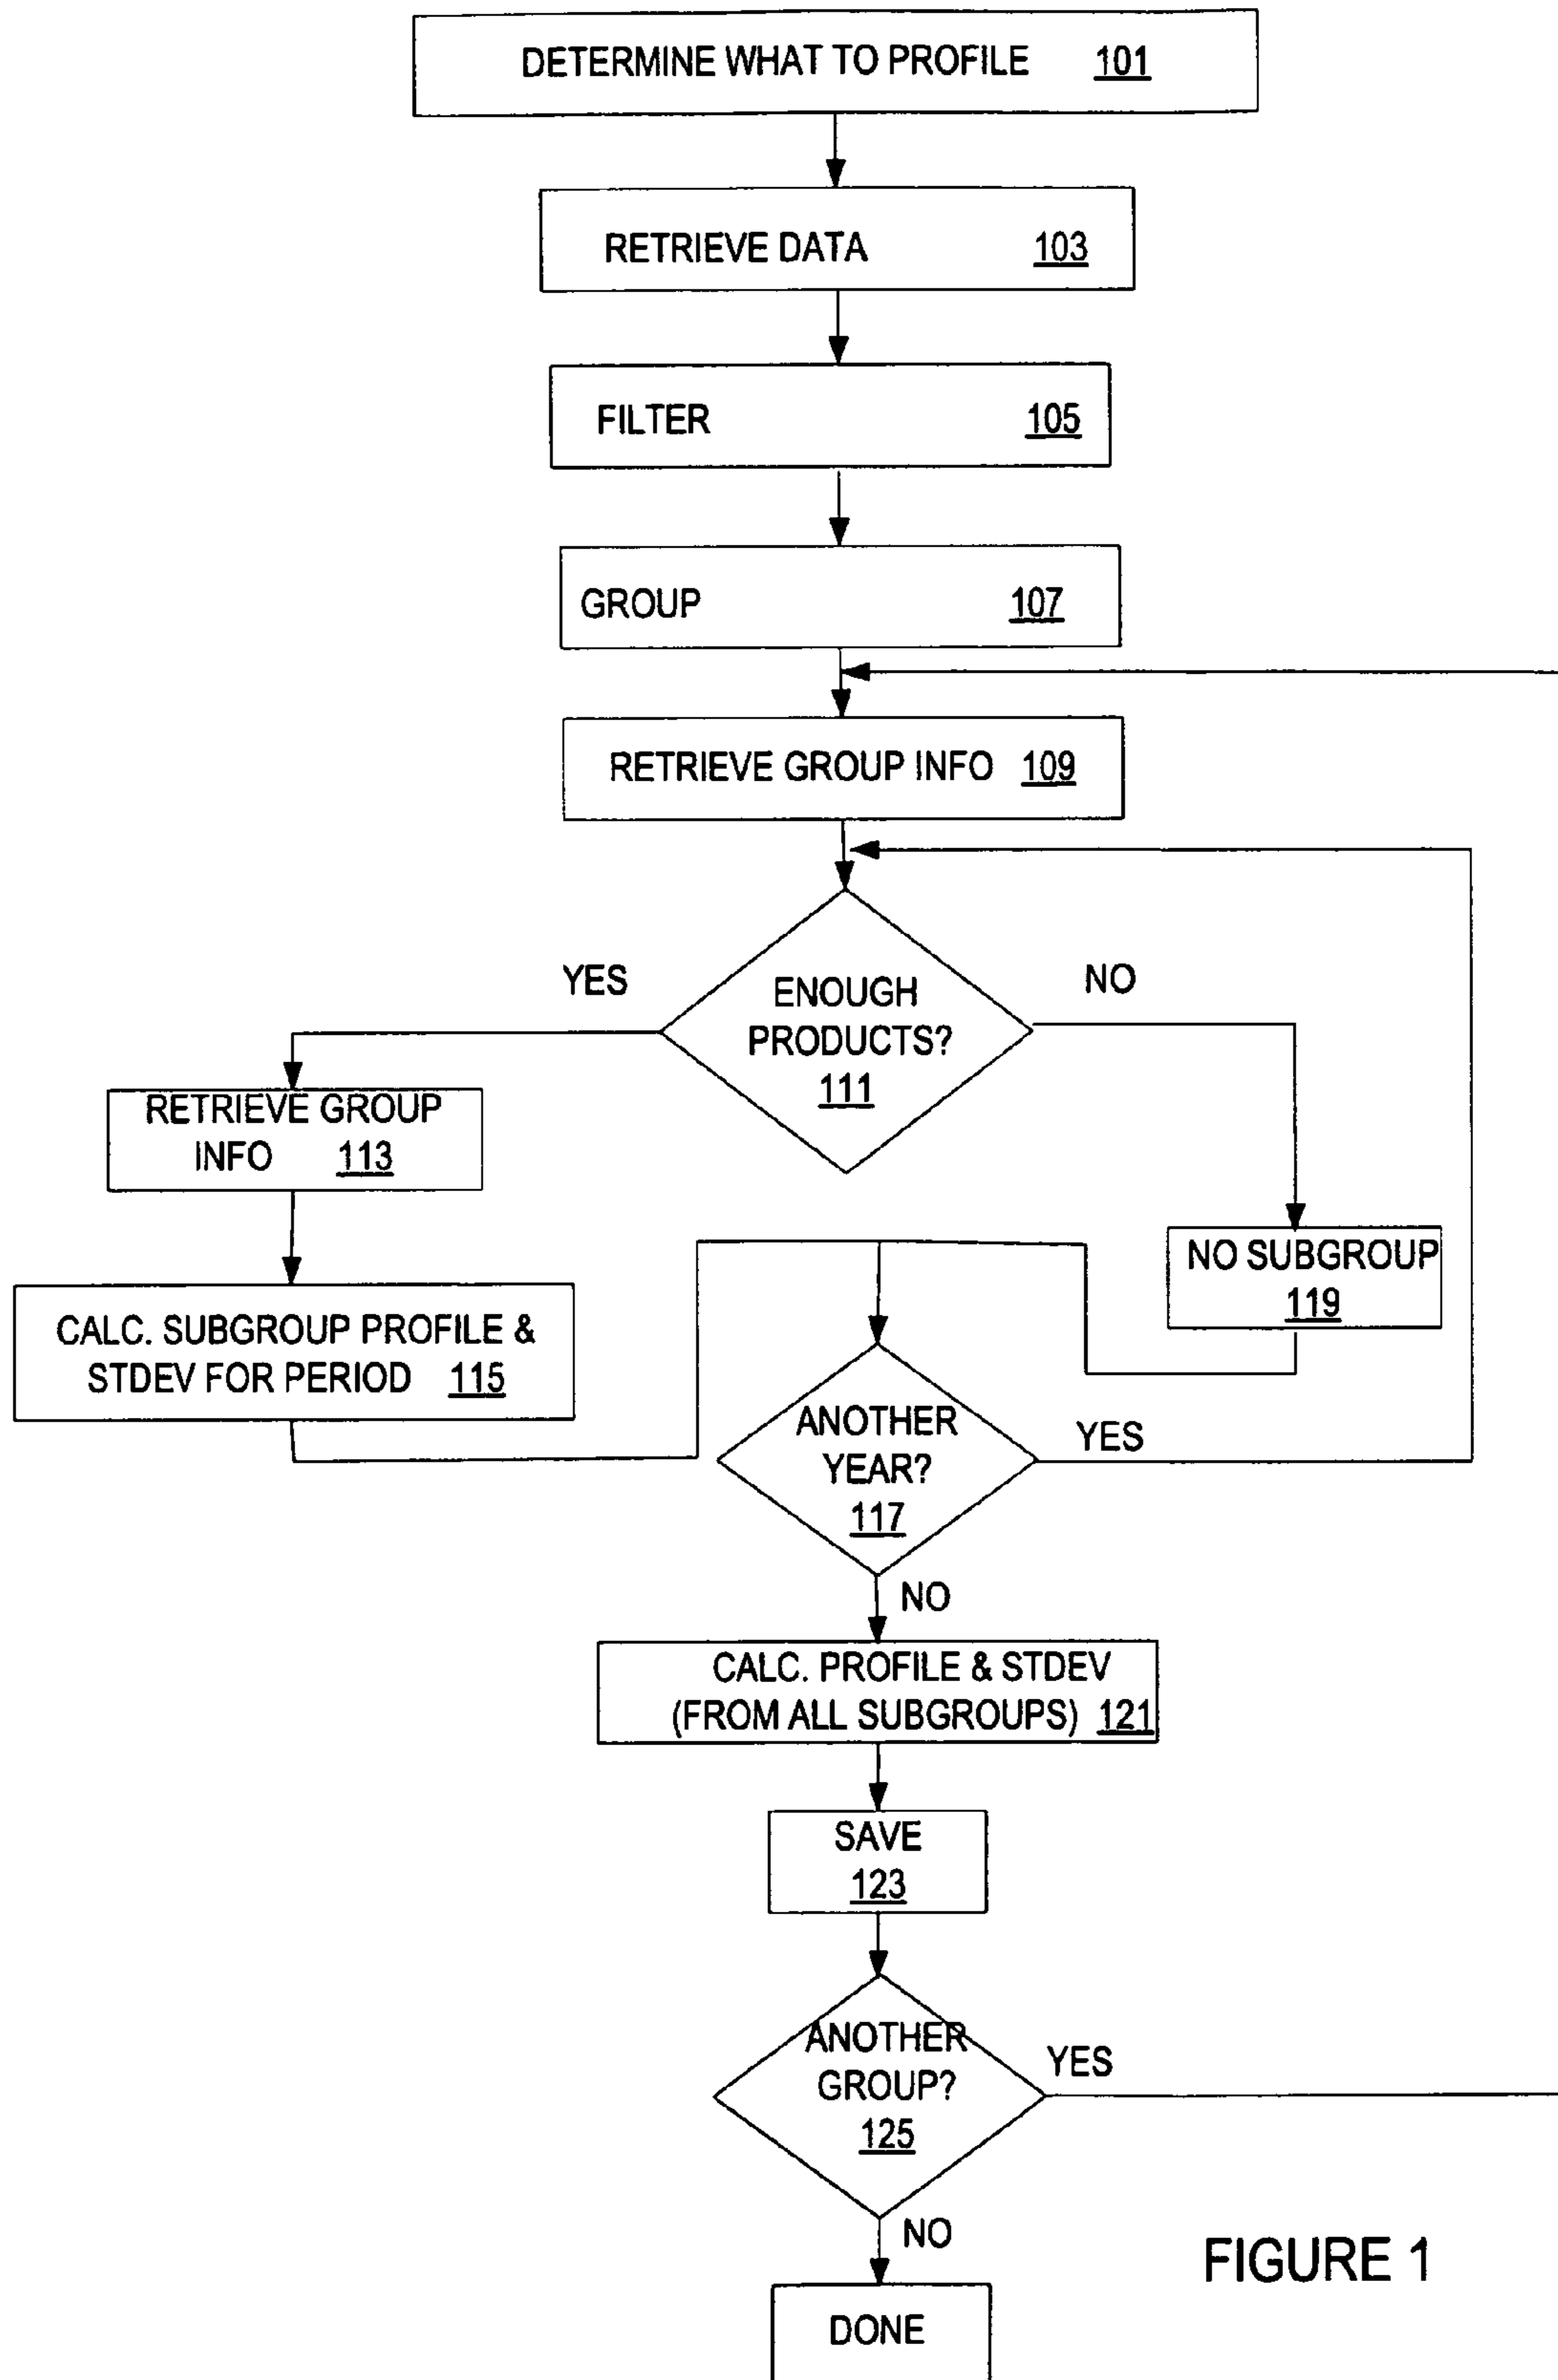 DETERMINE WHAT TO PROFILE 101
RETRIEVE DATA 103
FILTER 105
GROUP 107
RETRIEVE GROUP INFO 109
YES
NO
ENOUGH
PRODUCTS?
111
RETRIEVE GROUP
INFO 113
NO SUBGROUP
119
CALC. SUBGROUP PROFILE &
STDEV FOR PERIOD 115
ANOTHER
YEAR?
117
YES
NO
CALC. PROFILE & STDEV
(FROM ALL SUBGROUPS) 121
SAVE
123
ANOTHER
GROUP?
125
YES
NO
DONE
FIGURE 1